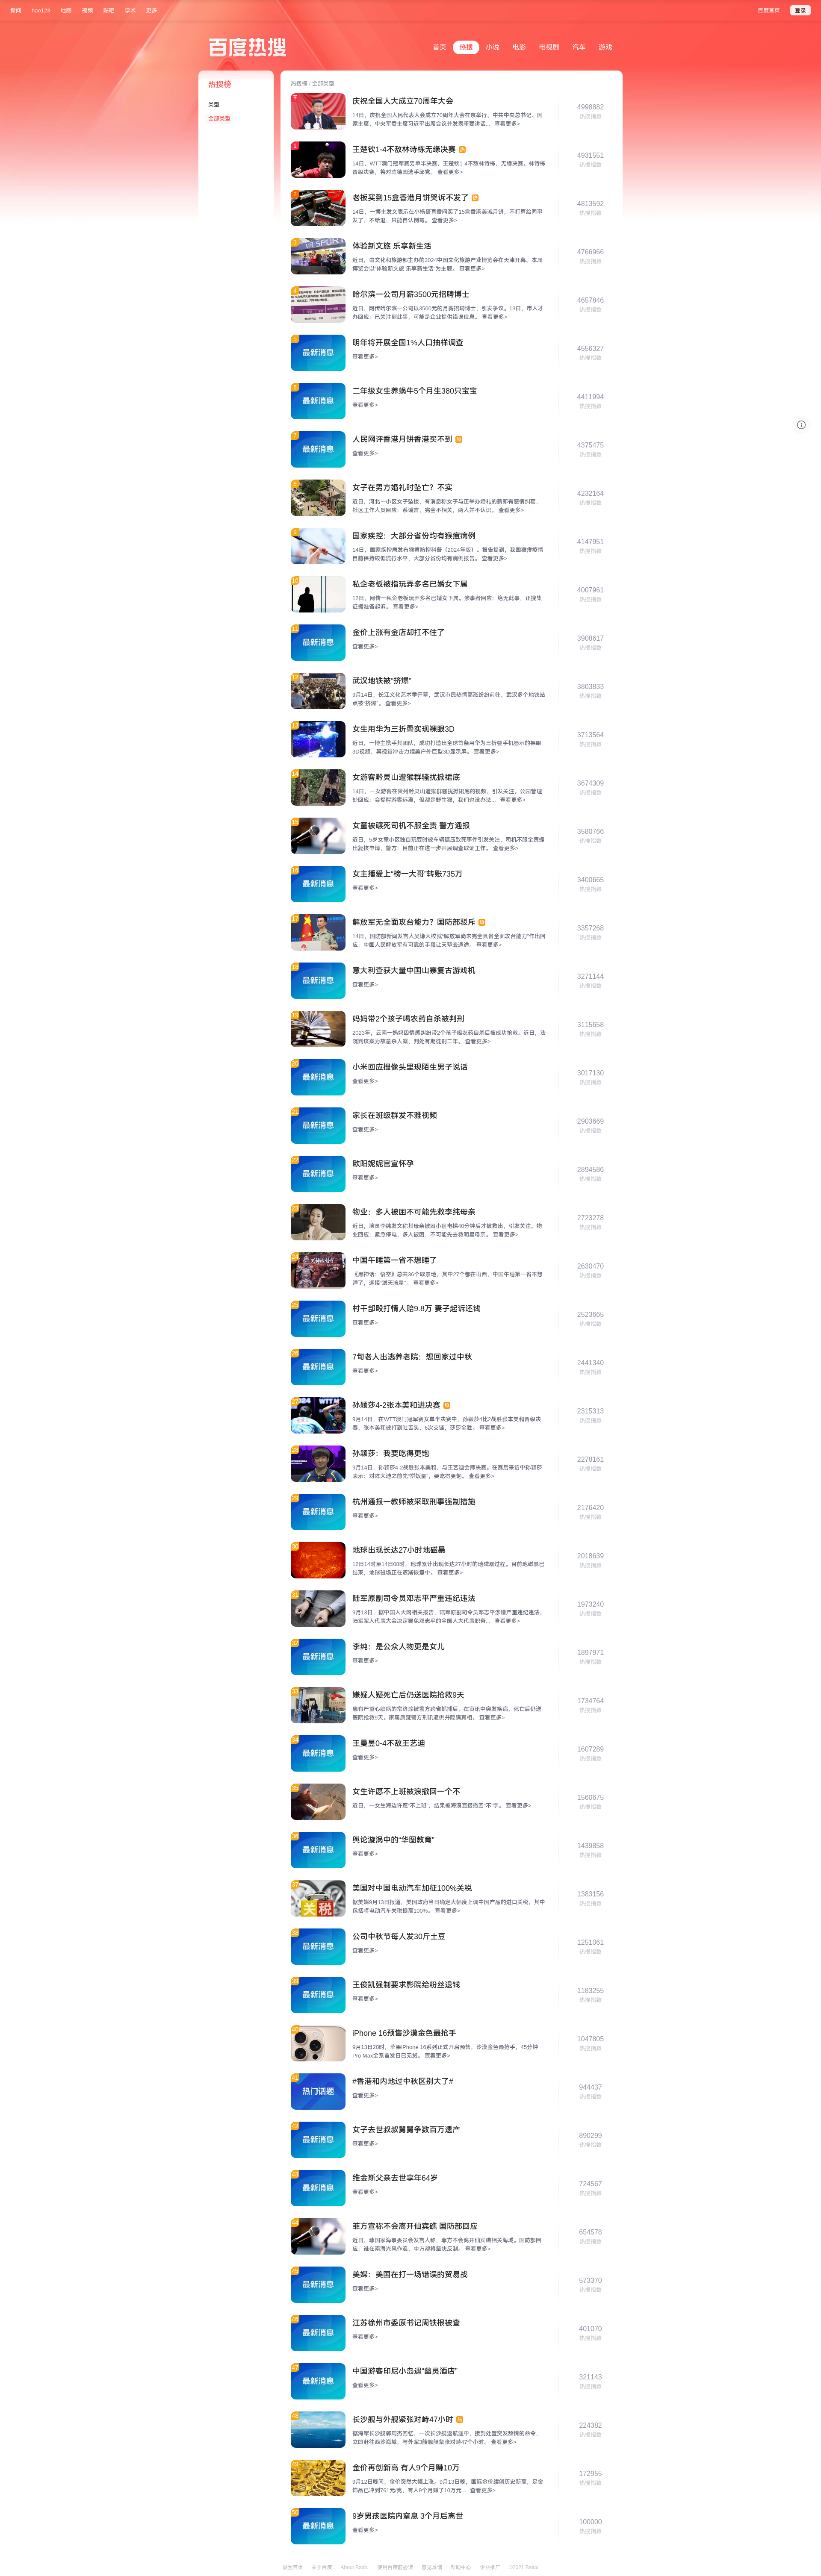 新闻
hao123
地图
视频
贴吧
学术
更多
百度首页
登录
百度热搜
首页
热搜
小说
电影
电视剧
汽车
游戏
热搜榜
类型
全部类型
热搜榜 / 全部类型
庆祝全国人大成立70周年大会
14日，庆祝全国人民代表大会成立70周年大会在京举行。中共中央总书记、国
家主席、中央军委主席习近平出席会议并发表重要讲话... 查看更多>
4998882
热搜指数
1
王楚钦1-4不敌林诗栋无缘决赛 热
14日，WTT澳门冠军赛男单半决赛，王楚钦1-4不敌林诗栋，无缘决赛。林诗栋
首级决赛，将对阵德国选手邱党。 查看更多>
4931551
热搜指数
2
老板买到15盒香港月饼哭诉不发了 热
14日，一博主发文表示在小杨哥直播间买了15盒香港美诚月饼，不打算给同事
发了，不给退，只能自认倒霉。 查看更多>
4813592
热搜指数
3
体验新文旅 乐享新生活
近日，由文化和旅游部主办的2024中国文化旅游产业博览会在天津开幕。本届
博览会以“体验新文旅 乐享新生活”为主题。 查看更多>
4766966
热搜指数
4
哈尔滨一公司月薪3500元招聘博士
近日，网传哈尔滨一公司以3500元的月薪招聘博士，引发争议。13日，市人才
办回应：已关注到此事，可能是企业提供错误信息。 查看更多>
4657846
热搜指数
5
最新消息
明年将开展全国1%人口抽样调查
查看更多>
4556327
热搜指数
6
最新消息
二年级女生养蜗牛5个月生380只宝宝
查看更多>
4411994
热搜指数
7
最新消息
人民网评香港月饼香港买不到 热
查看更多>
4375475
热搜指数
8
女子在男方婚礼时坠亡？不实
近日，河北一小区女子坠楼，有消息称女子与正举办婚礼的新郎有感情纠葛，
社区工作人员回应：系谣言，完全不相关，两人并不认识。 查看更多>
4232164
热搜指数
9
国家疾控：大部分省份均有猴痘病例
14日，国家疾控局发布猴痘防控科普（2024年版）。报告提到，我国猴痘疫情
目前保持较低流行水平，大部分省份均有病例报告。 查看更多>
4147951
热搜指数
10
私企老板被指玩弄多名已婚女下属
12日，网传一私企老板玩弄多名已婚女下属。涉事者回应：绝无此事，正搜集
证据准备起诉。 查看更多>
4007961
热搜指数
11
最新消息
金价上涨有金店却扛不住了
查看更多>
3908617
热搜指数
12
武汉地铁被“挤爆”
9月14日，长江文化艺术季开幕，武汉市民热情高涨纷纷前往，武汉多个地铁站
点被“挤爆”。 查看更多>
3803833
热搜指数
13
女生用华为三折叠实现裸眼3D
近日，一博主携手其团队，成功打造出全球首条用华为三折叠手机显示的裸眼
3D视频，其视觉冲击力媲美户外巨型3D显示屏。 查看更多>
3713564
热搜指数
14
女游客黔灵山遭猴群骚扰掀裙底
14日，一女游客在贵州黔灵山遭猴群骚扰掀裙底的视频，引发关注。公园管理
处回应：会提醒游客远离，但都是野生猴，我们也没办法... 查看更多>
3674309
热搜指数
15
女童被碾死司机不服全责 警方通报
近日，5岁女童小区独自玩耍时被车辆碾压致死事件引发关注，司机不服全责提
出复核申请，警方：目前正在进一步开展调查取证工作。 查看更多>
3580766
热搜指数
16
最新消息
女主播爱上“榜一大哥”转账735万
查看更多>
3400665
热搜指数
17
解放军无全面攻台能力？国防部驳斥 热
14日，国防部新闻发言人吴谦大校就“解放军尚未完全具备全面攻台能力”作出回
应：中国人民解放军有可靠的手段让天堑变通途。 查看更多>
3357268
热搜指数
18
最新消息
意大利查获大量中国山寨复古游戏机
查看更多>
3271144
热搜指数
19
妈妈带2个孩子喝农药自杀被判刑
2023年，云南一妈妈因情感纠纷带2个孩子喝农药自杀后被成功抢救。近日，法
院判该案为故意杀人案，判处有期徒刑二年。 查看更多>
3115658
热搜指数
20
最新消息
小米回应摄像头里现陌生男子说话
查看更多>
3017130
热搜指数
21
最新消息
家长在班级群发不雅视频
查看更多>
2903669
热搜指数
22
最新消息
欧阳妮妮官宣怀孕
查看更多>
2894586
热搜指数
23
物业：多人被困不可能先救李纯母亲
近日，演员李纯发文称其母亲被困小区电梯40分钟后才被救出，引发关注。物
业回应：紧急停电，多人被困，不可能先去救明星母亲。 查看更多>
2723278
热搜指数
24
中国午睡第一省不想睡了
《黑神话：悟空》总共36个取景地，其中27个都在山西，中国午睡第一省不想
睡了，迎接“泼天流量”。 查看更多>
2630470
热搜指数
25
最新消息
村干部殴打情人赔9.8万 妻子起诉还钱
查看更多>
2523665
热搜指数
26
最新消息
7旬老人出逃养老院：想回家过中秋
查看更多>
2441340
热搜指数
27
孙颖莎4-2张本美和进决赛 热
9月14日，在WTT澳门冠军赛女单半决赛中，孙颖莎4比2战胜张本美和晋级决
赛，张本美和被打到吐舌头，6次交锋，莎莎全胜。 查看更多>
2315313
热搜指数
28
孙颖莎：我要吃得更饱
9月14日，孙颖莎4-2战胜张本美和，与王艺迪会师决赛。在赛后采访中孙颖莎
表示：对阵大迪之前先“拼饭量”，要吃得更饱。 查看更多>
2278161
热搜指数
29
最新消息
杭州通报一教师被采取刑事强制措施
查看更多>
2176420
热搜指数
30
地球出现长达27小时地磁暴
12日14时至14日08时，地球累计出现长达27小时的地磁暴过程。目前地磁暴已
结束，地球磁场正在逐渐恢复中。 查看更多>
2018639
热搜指数
31
陆军原副司令员邓志平严重违纪违法
9月13日，据中国人大网相关报告，陆军原副司令员邓志平涉嫌严重违纪违法，
陆军军人代表大会决定罢免邓志平的全国人大代表职务... 查看更多>
1973240
热搜指数
32
最新消息
李纯：是公众人物更是女儿
查看更多>
1897971
热搜指数
33
嫌疑人疑死亡后仍送医院抢救9天
患有严重心脏病的常洪涉被警方跨省抓捕后，在审讯中突发疾病，死亡后仍送
医院抢救9天。家属质疑警方刑讯逼供并隐瞒真相。 查看更多>
1734764
热搜指数
34
最新消息
王曼昱0-4不敌王艺迪
查看更多>
1607289
热搜指数
35
女生许愿不上班被浪撤回一个不
近日，一女生海边许愿“不上班”，结果被海浪直接撤回“不”字。 查看更多>
1560675
热搜指数
36
最新消息
舆论漩涡中的“华图教育”
查看更多>
1439858
热搜指数
37
关税
美国对中国电动汽车加征100%关税
据美媒9月13日报道，美国政府当日确定大幅度上调中国产品的进口关税，其中
包括将电动汽车关税提高100%。 查看更多>
1383156
热搜指数
38
最新消息
公司中秋节每人发30斤土豆
查看更多>
1251061
热搜指数
39
最新消息
王俊凯强制要求影院给粉丝退钱
查看更多>
1183255
热搜指数
40
iPhone 16预售沙漠金色最抢手
9月13日20时，苹果iPhone 16系列正式开启预售，沙漠金色最抢手，45分钟
Pro Max全系首发日已无货。 查看更多>
1047805
热搜指数
41
热门话题
#香港和内地过中秋区别大了#
查看更多>
944437
热搜指数
42
最新消息
女子去世叔叔舅舅争数百万遗产
查看更多>
890299
热搜指数
43
最新消息
维金斯父亲去世享年64岁
查看更多>
724567
热搜指数
44
菲方宣称不会离开仙宾礁 国防部回应
近日，菲国家海事委员会发言人称，菲方不会离开仙宾礁相关海域。国防部回
应：谁在南海兴风作浪，中方都将坚决反制。 查看更多>
654578
热搜指数
45
最新消息
美媒：美国在打一场错误的贸易战
查看更多>
573370
热搜指数
46
最新消息
江苏徐州市委原书记周铁根被查
查看更多>
401070
热搜指数
47
最新消息
中国游客印尼小岛遇“幽灵酒店”
查看更多>
321143
热搜指数
48
长沙舰与外舰紧张对峙47小时 热
据海军长沙舰郭周杰回忆，一次长沙舰返航途中，接到处置突发敌情的命令，
立即赶往西沙海域，与外军3艘舰艇紧张对峙47个小时。 查看更多>
224382
热搜指数
49
金价再创新高 有人9个月赚10万
9月12日晚间，金价突然大幅上涨。9月13日晚，国际金价续创历史新高，足金
饰品已冲到761元/克，有人9个月赚了10万元... 查看更多>
172955
热搜指数
50
最新消息
9岁男孩医院内窒息 3个月后离世
查看更多>
100000
热搜指数
设为首页
关于百度
About Baidu
使用百度前必读
意见反馈
帮助中心
企业推广
©2021 Baidu